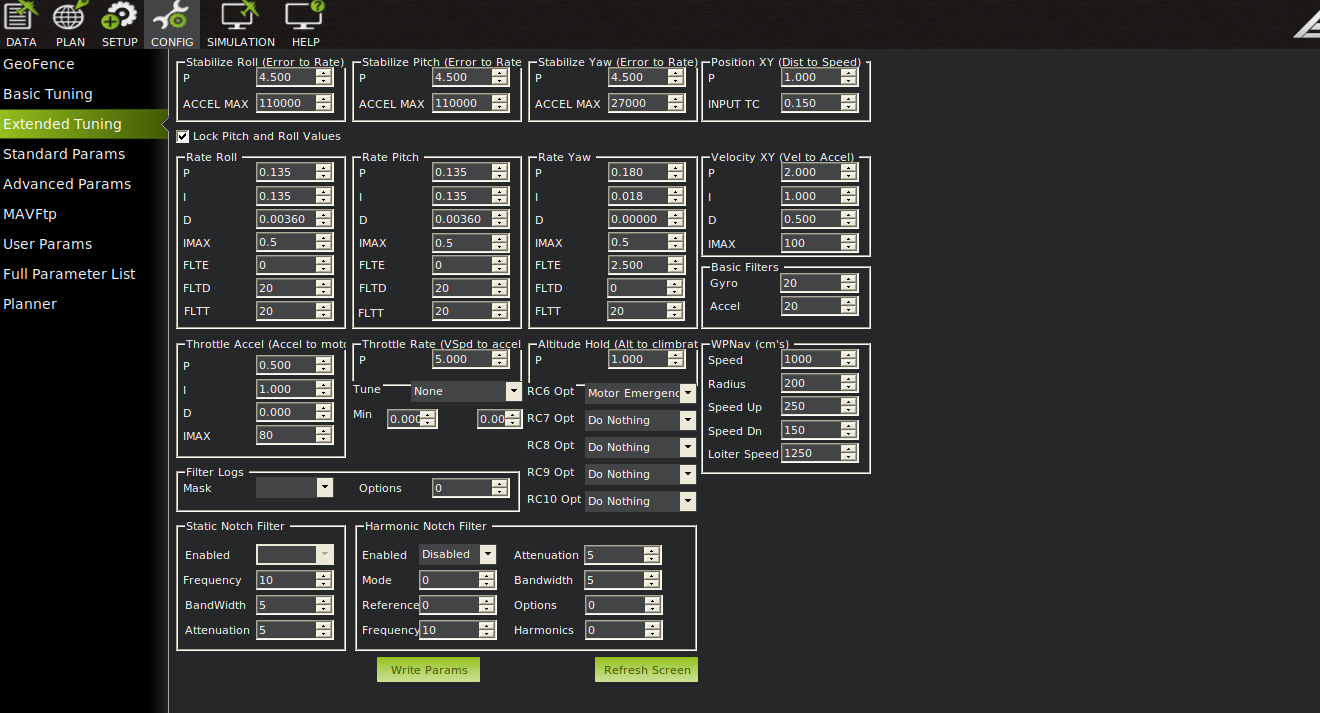 DATA PLAN SETUP CONFIG SIMULATION HELP
GeoFence
Basic Tuning
Extended Tuning
Standard Params
Advanced Params
MAVFtp
User Params
Full Parameter List
Planner
Stabilize Roll (Error to Rate)
P 4.500
ACCEL MAX 110000
Stabilize Pitch (Error to Rate
P 4.500
ACCEL MAX 110000
Stabilize Yaw (Error to Rate)
P 4.500
ACCEL MAX 27000
Position XY (Dist to Speed)
P 1.000
INPUT TC 0.150
Lock Pitch and Roll Values
Rate Roll
P 0.135
I 0.135
D 0.00360
IMAX 0.5
FLTE 0
FLTD 20
FLTT 20
Rate Pitch
P 0.135
I 0.135
D 0.00360
IMAX 0.5
FLTE 0
FLTD 20
FLTT 20
Rate Yaw
P 0.180
I 0.018
D 0.00000
IMAX 0.5
FLTE 2.500
FLTD 0
FLTT 20
Velocity XY (Vel to Accel)
P 2.000
I 1.000
D 0.500
IMAX 100
Basic Filters
Gyro 20
Accel 20
Throttle Accel (Accel to moto
P 0.500
I 1.000
D 0.000
IMAX 80
Throttle Rate (VSpd to accel
P 5.000
Tune None
Min 0.000 0.00
Altitude Hold (Alt to climbrat
P 1.000
RC6 Opt Motor Emergenc
RC7 Opt Do Nothing
RC8 Opt Do Nothing
RC9 Opt Do Nothing
RC10 Opt Do Nothing
WPNav (cm's)
Speed 1000
Radius 200
Speed Up 250
Speed Dn 150
Loiter Speed 1250
Filter Logs
Mask Options 0
Static Notch Filter
Enabled
Frequency 10
BandWidth 5
Attenuation 5
Harmonic Notch Filter
Enabled Disabled Attenuation 5
Mode 0 Bandwidth 5
Reference 0 Options 0
Frequency 10 Harmonics 0
Write Params Refresh Screen